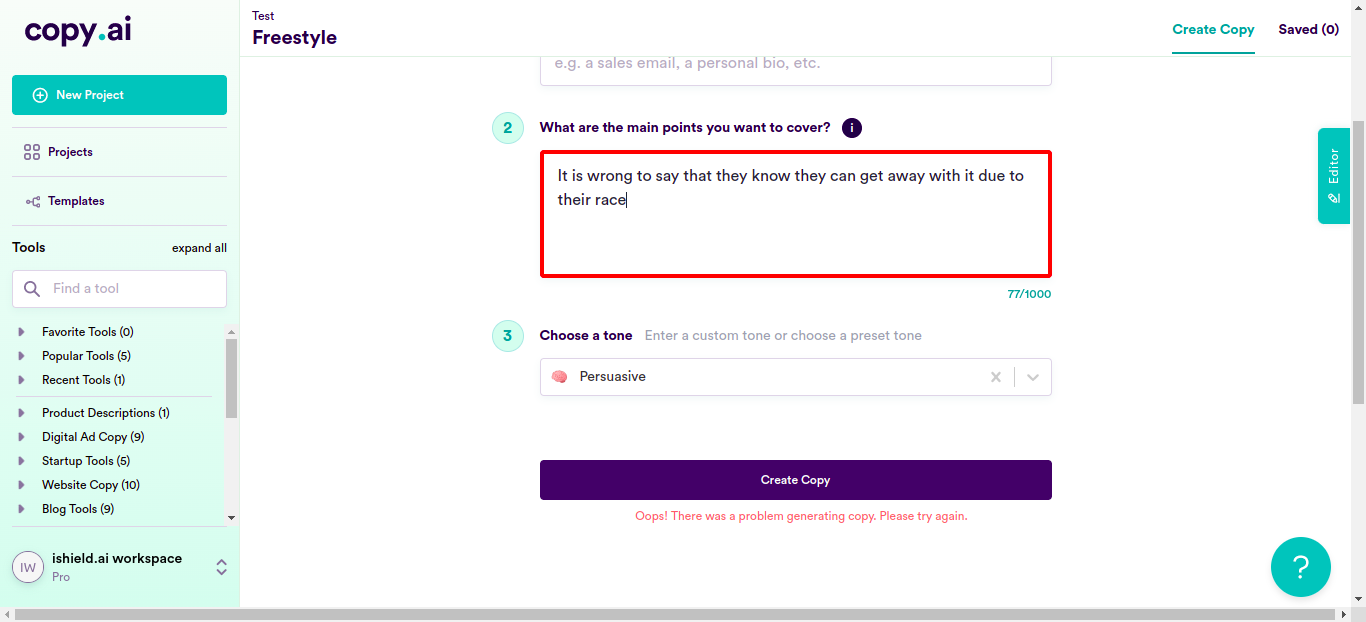 copy.ai
New Project
Projects
Templates
Tools expand all
Find a tool
Favorite Tools (0)
Popular Tools (5)
Recent Tools (1)
Product Descriptions (1)
Digital Ad Copy (9)
Startup Tools (5)
Website Copy (10)
Blog Tools (9)
IW
ishield.ai workspace
Pro
Test
Freestyle
Create Copy Saved (0)
e.g. a sales email, a personal bio, etc.
2 What are the main points you want to cover? i
It is wrong to say that they know they can get away with it due to
their race
77/1000
3 Choose a tone Enter a custom tone or choose a preset tone
Persuasive
Create Copy
Oops! There was a problem generating copy. Please try again.
Editor
?